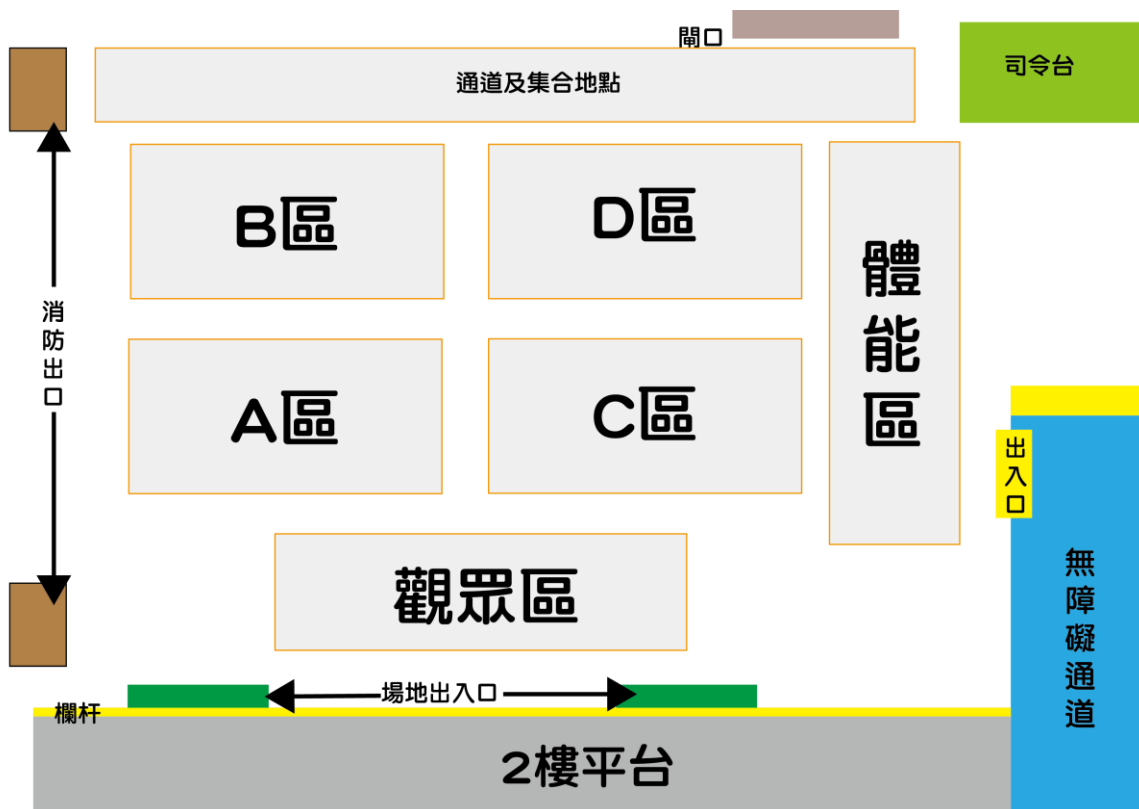 閘口
司令台
通道及集合地點
B區
D區
體能區
消防出口
A區
C區
出入口
觀眾區
無障礙通道
場地出入口
欄杆
2樓平台